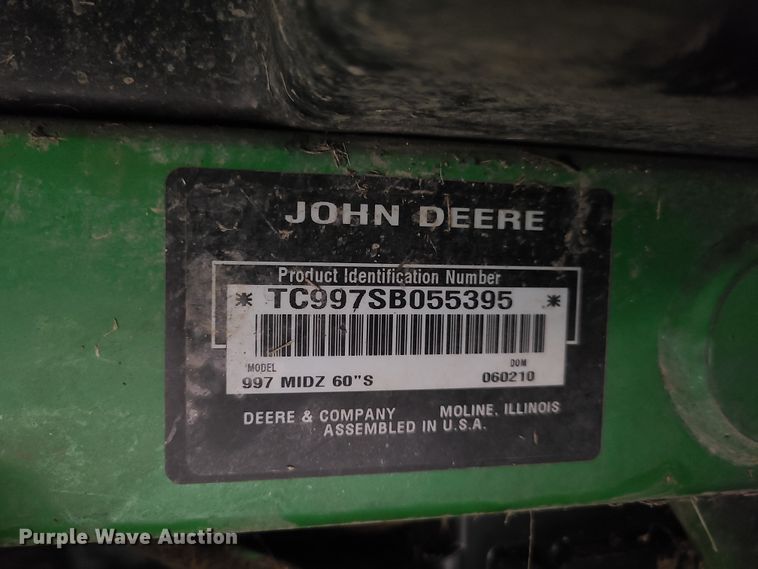 JOHN DEERE
Product Identification Number
* TC997SB055395 *
MODEL DOM
997 MIDZ 60"S 060210
DEERE & COMPANY MOLINE, ILLINOIS
ASSEMBLED IN U.S.A.
Purple Wave Auction